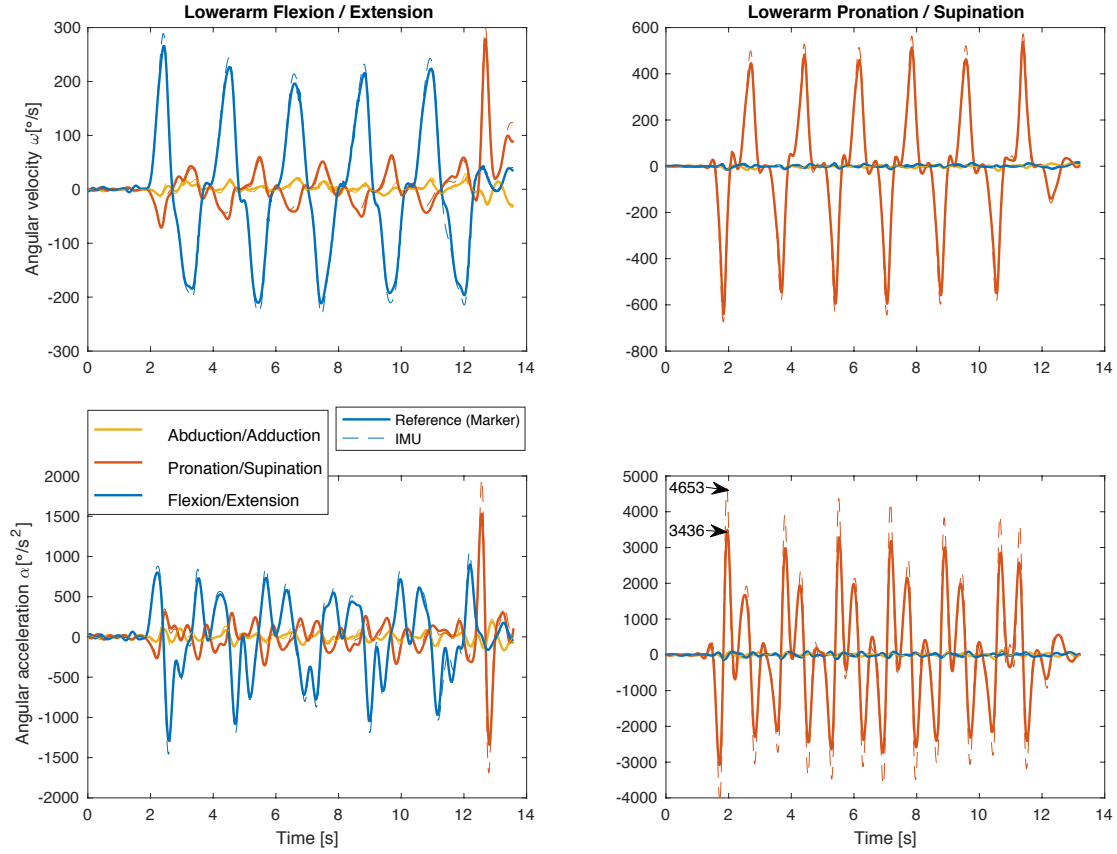 Lowerarm Flexion / Extension
Lowerarm Pronation / Supination
Angular velocity ω[°/s]
300
200
100
0
-100
-200
-300
0 2 4 6 8 10 12 14
600
400
200
0
-200
-400
-600
-800
0 2 4 6 8 10 12 14
Abduction/Adduction
Pronation/Supination
Flexion/Extension
Reference (Marker)
IMU
Angular acceleration α[°/s⁻²]
2000
1500
1000
500
0
-500
-1000
-1500
-2000
0 2 4 6 8 10 12 14
Time [s]
5000
4000
3000
2000
1000
0
-1000
-2000
-3000
-4000
4653
3436
0 2 4 6 8 10 12 14
Time [s]